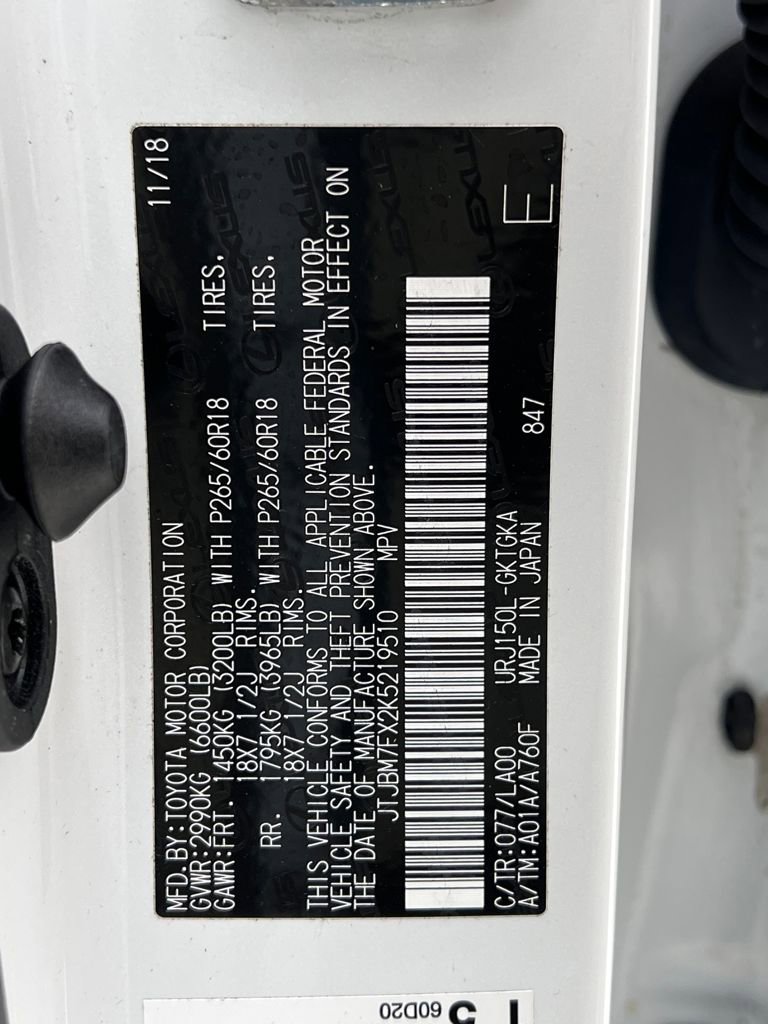 MFD.BY:TOYOTA MOTOR CORPORATION 11/18
GVWR:2990KG (6600LB)
GAWR:FRT. 1450KG (3200LB) WITH P265/60R18 TIRES.
18X7 1/2J RIMS.
RR. 1795KG (3965LB) WITH P265/60R18 TIRES.
18X7 1/2J RIMS.
THIS VEHICLE CONFORMS TO ALL APPLICABLE FEDERAL MOTOR
VEHICLE SAFETY AND THEFT PREVENTION STANDARDS IN EFFECT ON
THE DATE OF MANUFACTURE SHOWN ABOVE.
JTJBM7FX2K5219510 MPV
C/TR:077/LA00 URJ150L-GKTGKA
A/TM:A01A/A760F MADE IN JAPAN 847 E
LEXUS
60D20